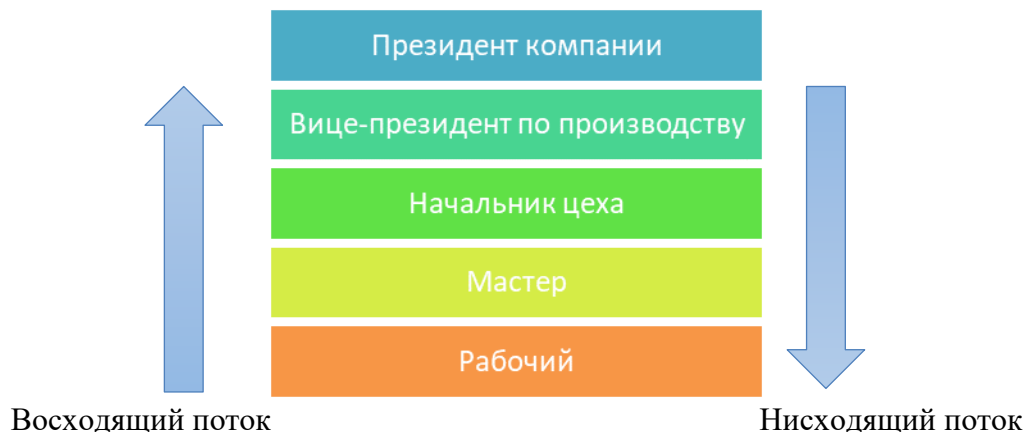 Президент компании
Вице-президент по производству
Начальник цеха
Мастер
Рабочий
Восходящий поток
Нисходящий поток